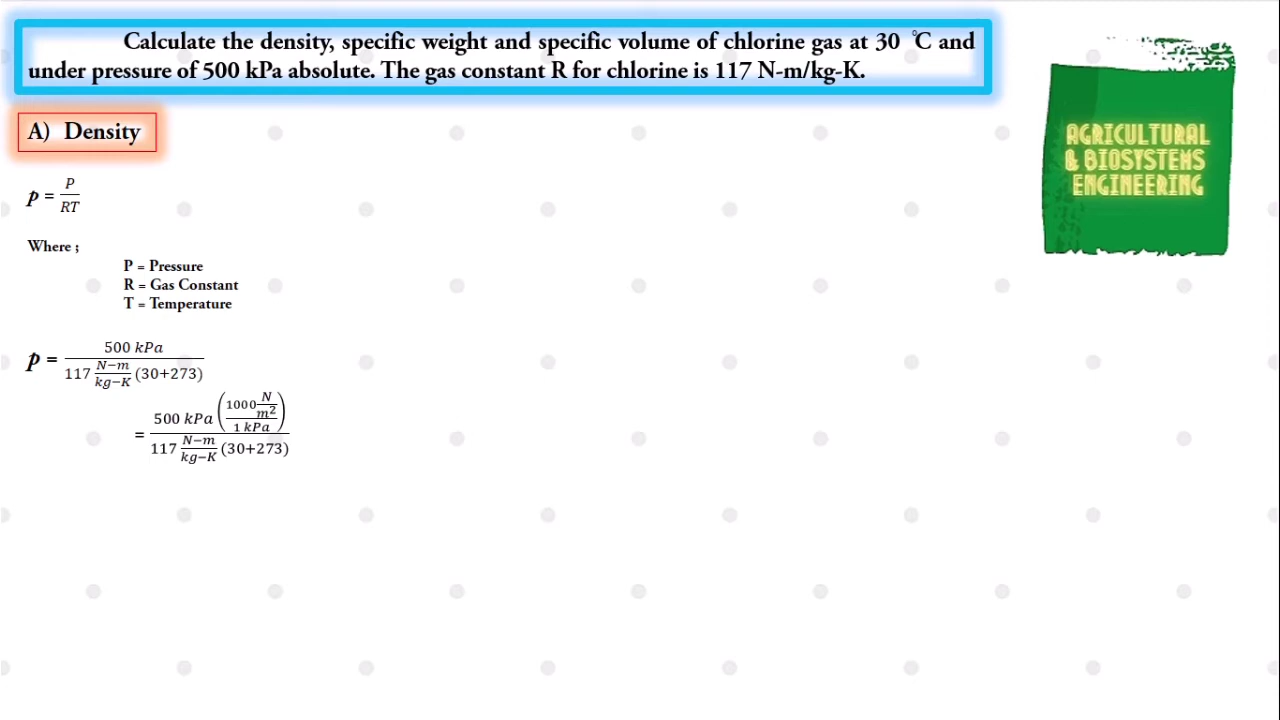 Calculate the density, specific weight and specific volume of chlorine gas at 30 ℃ and
under pressure of 500 kPa absolute. The gas constant R for chlorine is 117 N-m/kg-K.
AGRICULTURAL
& BIOSYSTEMS
ENGINEERING
A) Density
p = P/RT
Where ;
P = Pressure
R = Gas Constant
T = Temperature
p = 500 kPa / 117 N−m/kg−K (30+273)
= 500 kPa (1000 N/m² / 1 kPa) / 117 N−m/kg−K (30+273)